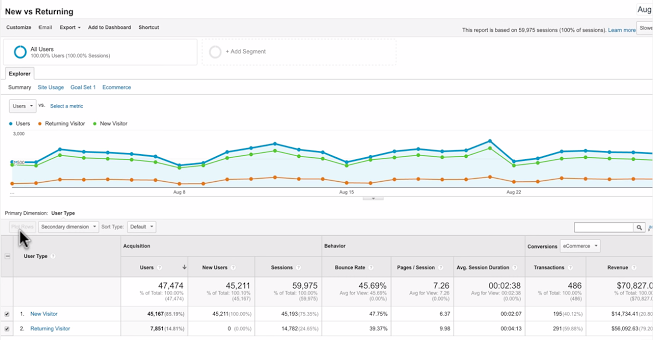 New vs Returning
Aug
Customize Email Export Add to Dashboard Shortcut
This report is based on 59,975 sessions (100% of sessions). Learn more
Slowe
All Users
100.00% Users (100.00% Sessions)
+ Add Segment
Explorer
Summary Site Usage Goal Set 1 Ecommerce
Users vs. Select a metric
Users Returning Visitor New Visitor
3,000
Aug 8 Aug 15 Aug 22
Primary Dimension: User Type
Secondary dimension Sort Type: Default
User Type
Acquisition Behavior Conversions eCommerce
Users New Users Sessions Bounce Rate Pages / Session Avg. Session Duration Transactions Revenue
47,474 45,211 59,975 45.69% 7.26 00:02:38 486 $70,827.0
% of Total: 100.00% (47,474)
% of Total: 100.10% (45,167)
% of Total: 100.00% (59,975)
Avg for View: 45.69% (0.00%)
Avg for View: 7.26 (0.00%)
Avg for View: 00:02:38 (0.00%)
% of Total: 100.00% (486)
1. New Visitor 45,167 (85.19%) 45,211 (100.00%) 45,193 (75.35%) 47.75% 6.37 00:02:07 195 (40.12%) $14,734.41 (20.80
2. Returning Visitor 7,851 (14.81%) 0 (0.00%) 14,782 (24.65%) 39.37% 9.98 00:04:13 291 (59.88%) $56,092.63 (79.20